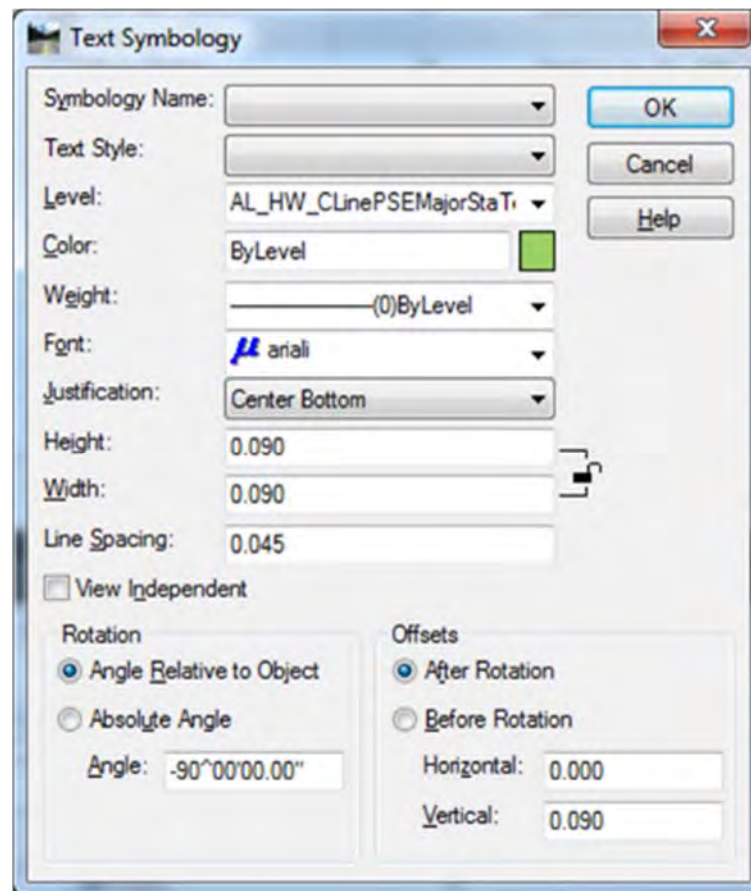 Text Symbology
Symbology Name:
OK
Text Style:
Cancel
Level: AL_HW_CLinePSEMajorStaT
Help
Color: ByLevel
Weight: (0)ByLevel
Font: µ ariali
Justification: Center Bottom
Height: 0.090
Width: 0.090
Line Spacing: 0.045
View Independent
Rotation
Angle Relative to Object
Absolute Angle
Angle: -90^00'00.00"
Offsets
After Rotation
Before Rotation
Horizontal: 0.000
Vertical: 0.090